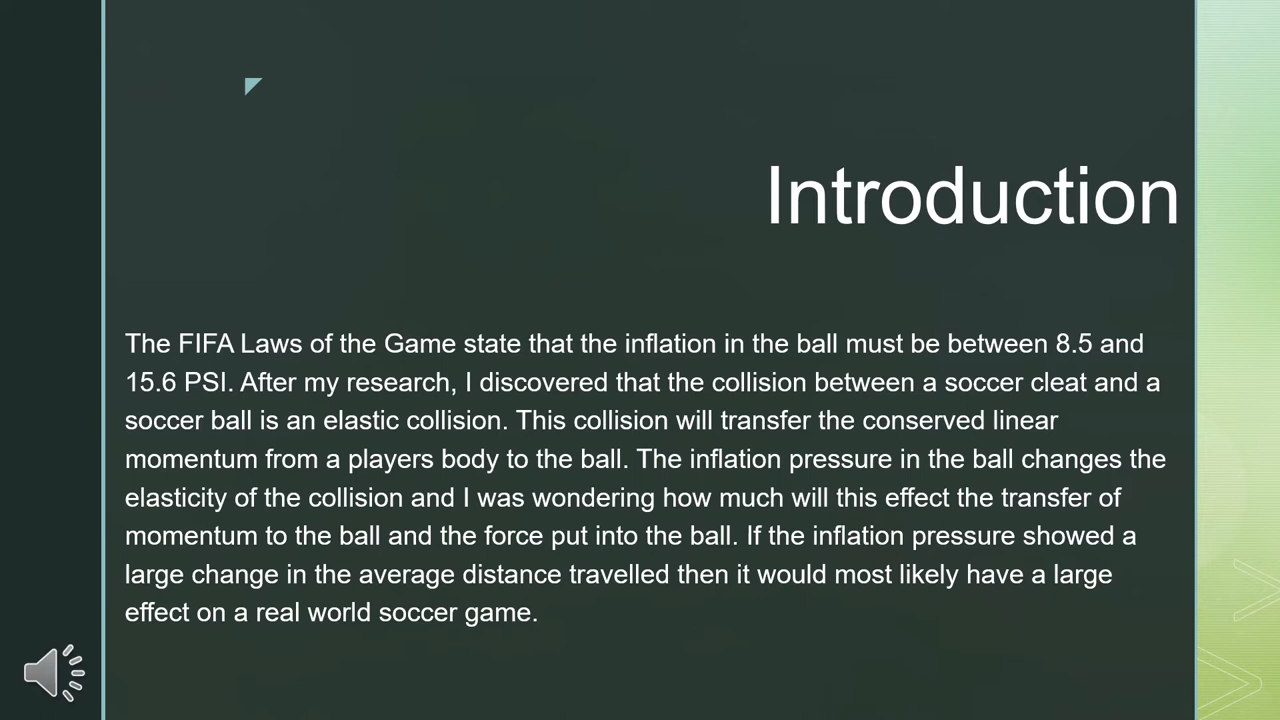 Introduction
The FIFA Laws of the Game state that the inflation in the ball must be between 8.5 and
15.6 PSI. After my research, I discovered that the collision between a soccer cleat and a
soccer ball is an elastic collision. This collision will transfer the conserved linear
momentum from a players body to the ball. The inflation pressure in the ball changes the
elasticity of the collision and I was wondering how much will this effect the transfer of
momentum to the ball and the force put into the ball. If the inflation pressure showed a
large change in the average distance travelled then it would most likely have a large
effect on a real world soccer game.